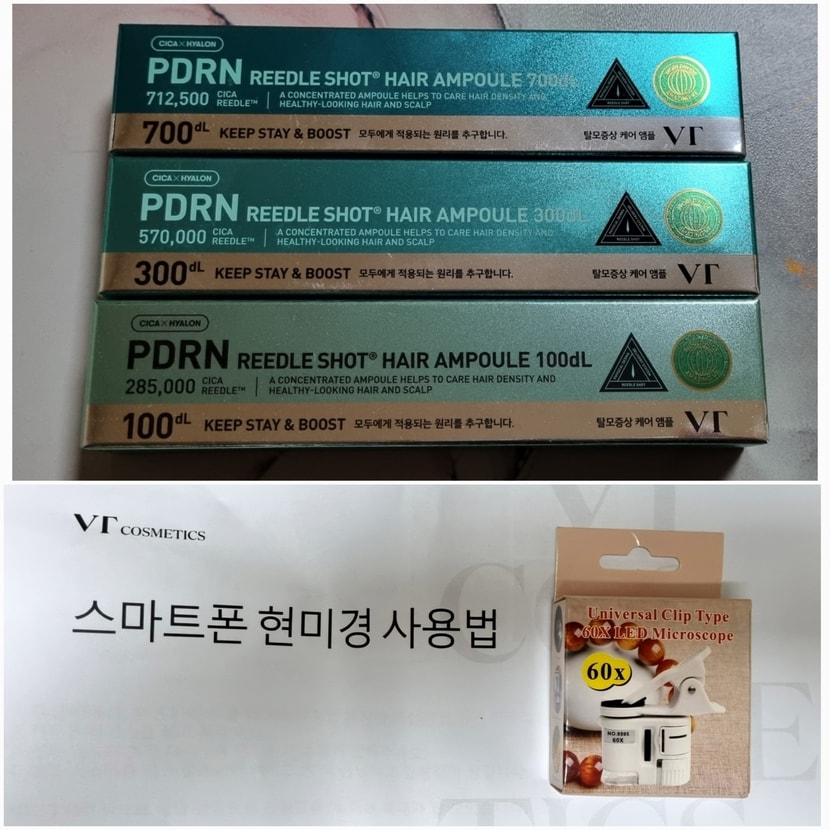 CICA X HYALON
PDRN REEDLE SHOT® HAIR AMPOULE 700dL
712,500 CICA REEDLE™
A CONCENTRATED AMPOULE HELPS TO CARE HAIR DENSITY AND
HEALTHY-LOOKING HAIR AND SCALP
REEDLE SHOT
700dL KEEP STAY & BOOST 모두에게 적용되는 원리를 추구합니다. 탈모증상 케어 앰플 VT
CICA X HYALON
PDRN REEDLE SHOT® HAIR AMPOULE 300dL
570,000 CICA REEDLE™
A CONCENTRATED AMPOULE HELPS TO CARE HAIR DENSITY AND
HEALTHY-LOOKING HAIR AND SCALP
REEDLE SHOT
300dL KEEP STAY & BOOST 모두에게 적용되는 원리를 추구합니다. 탈모증상 케어 앰플 VT
CICA X HYALON
PDRN REEDLE SHOT® HAIR AMPOULE 100dL
285,000 CICA REEDLE™
A CONCENTRATED AMPOULE HELPS TO CARE HAIR DENSITY AND
HEALTHY-LOOKING HAIR AND SCALP
REEDLE SHOT
100dL KEEP STAY & BOOST 모두에게 적용되는 원리를 추구합니다. 탈모증상 케어 앰플 VT
VT COSMETICS
스마트폰 현미경 사용법
Universal Clip Type
60X LED Microscope
60x
60X